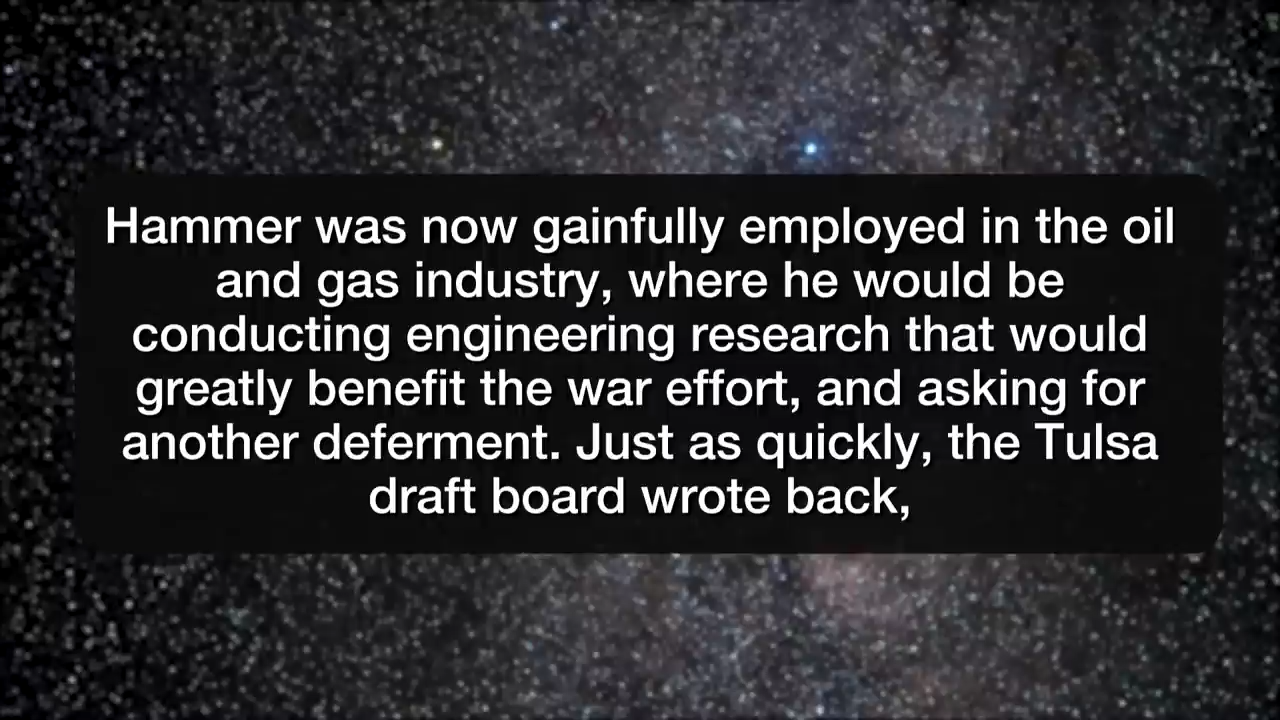 Hammer was now gainfully employed in the oil
and gas industry, where he would be
conducting engineering research that would
greatly benefit the war effort, and asking for
another deferment. Just as quickly, the Tulsa
draft board wrote back,